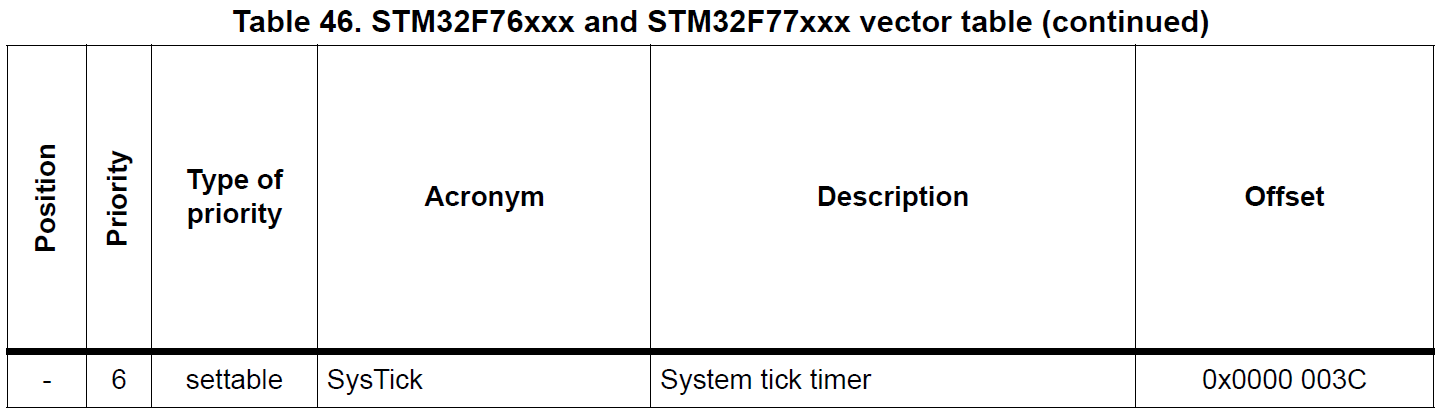 Table 46. STM32F76xxx and STM32F77xxx vector table (continued)
Position Priority Type of priority Acronym Description Offset
- 6 settable SysTick System tick timer 0x0000 003C